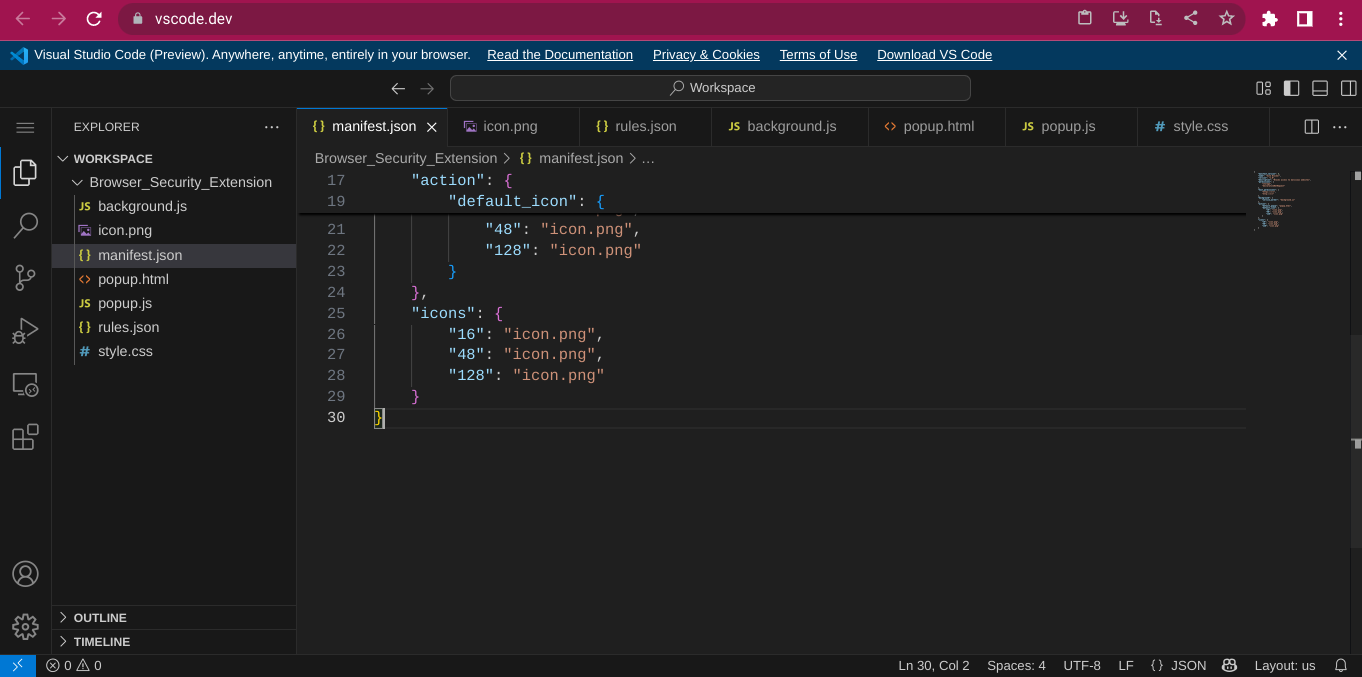 vscode.dev
Visual Studio Code (Preview). Anywhere, anytime, entirely in your browser. Read the Documentation Privacy & Cookies Terms of Use Download VS Code
Workspace
EXPLORER
WORKSPACE
Browser_Security_Extension
JS background.js
icon.png
{} manifest.json
<> popup.html
JS popup.js
{} rules.json
# style.css
OUTLINE
TIMELINE
{} manifest.json icon.png {} rules.json JS background.js <> popup.html JS popup.js # style.css
Browser_Security_Extension > {} manifest.json > ...
17 "action": {
19 "default_icon": {
21 "48": "icon.png",
22 "128": "icon.png"
23 }
24 },
25 "icons": {
26 "16": "icon.png",
27 "48": "icon.png",
28 "128": "icon.png"
29 }
30 }
0 0 Ln 30, Col 2 Spaces: 4 UTF-8 LF {} JSON Layout: us